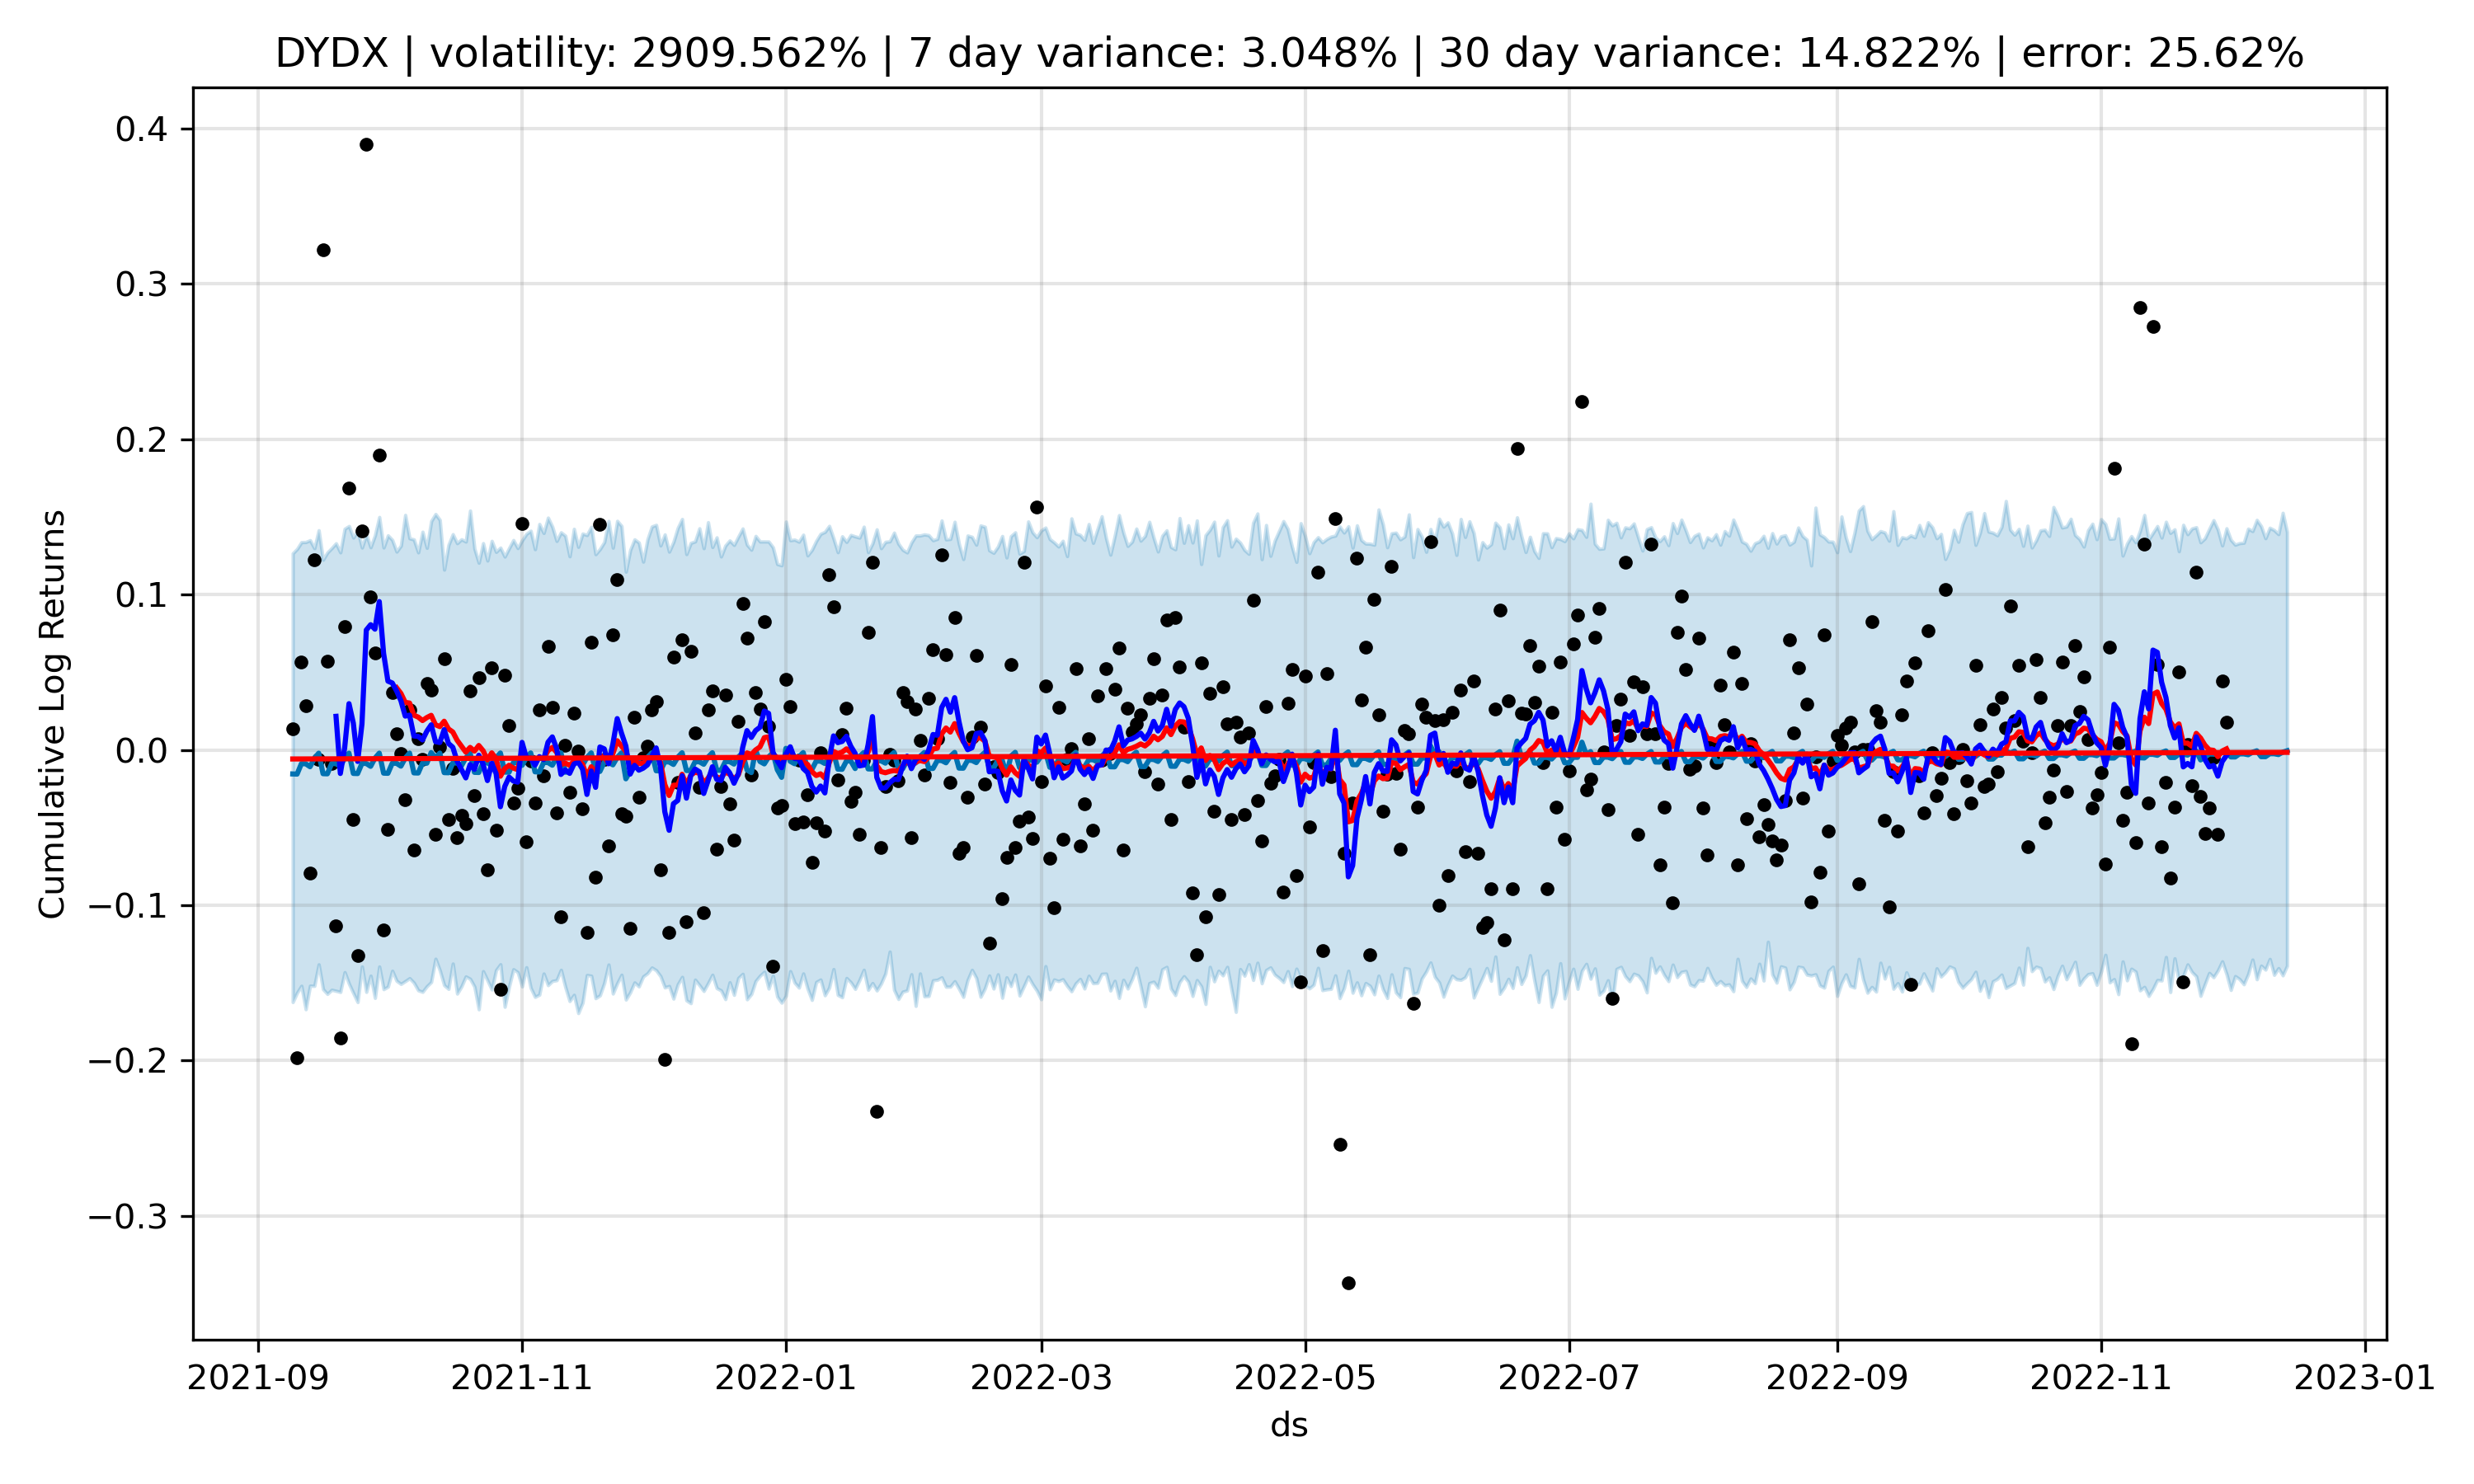 DYDX | volatility: 2909.562% | 7 day variance: 3.048% | 30 day variance: 14.822% | error: 25.62%
Cumulative Log Returns
0.4
0.3
0.2
0.1
0.0
−0.1
−0.2
−0.3
2021-09 2021-11 2022-01 2022-03 2022-05 2022-07 2022-09 2022-11 2023-01
ds